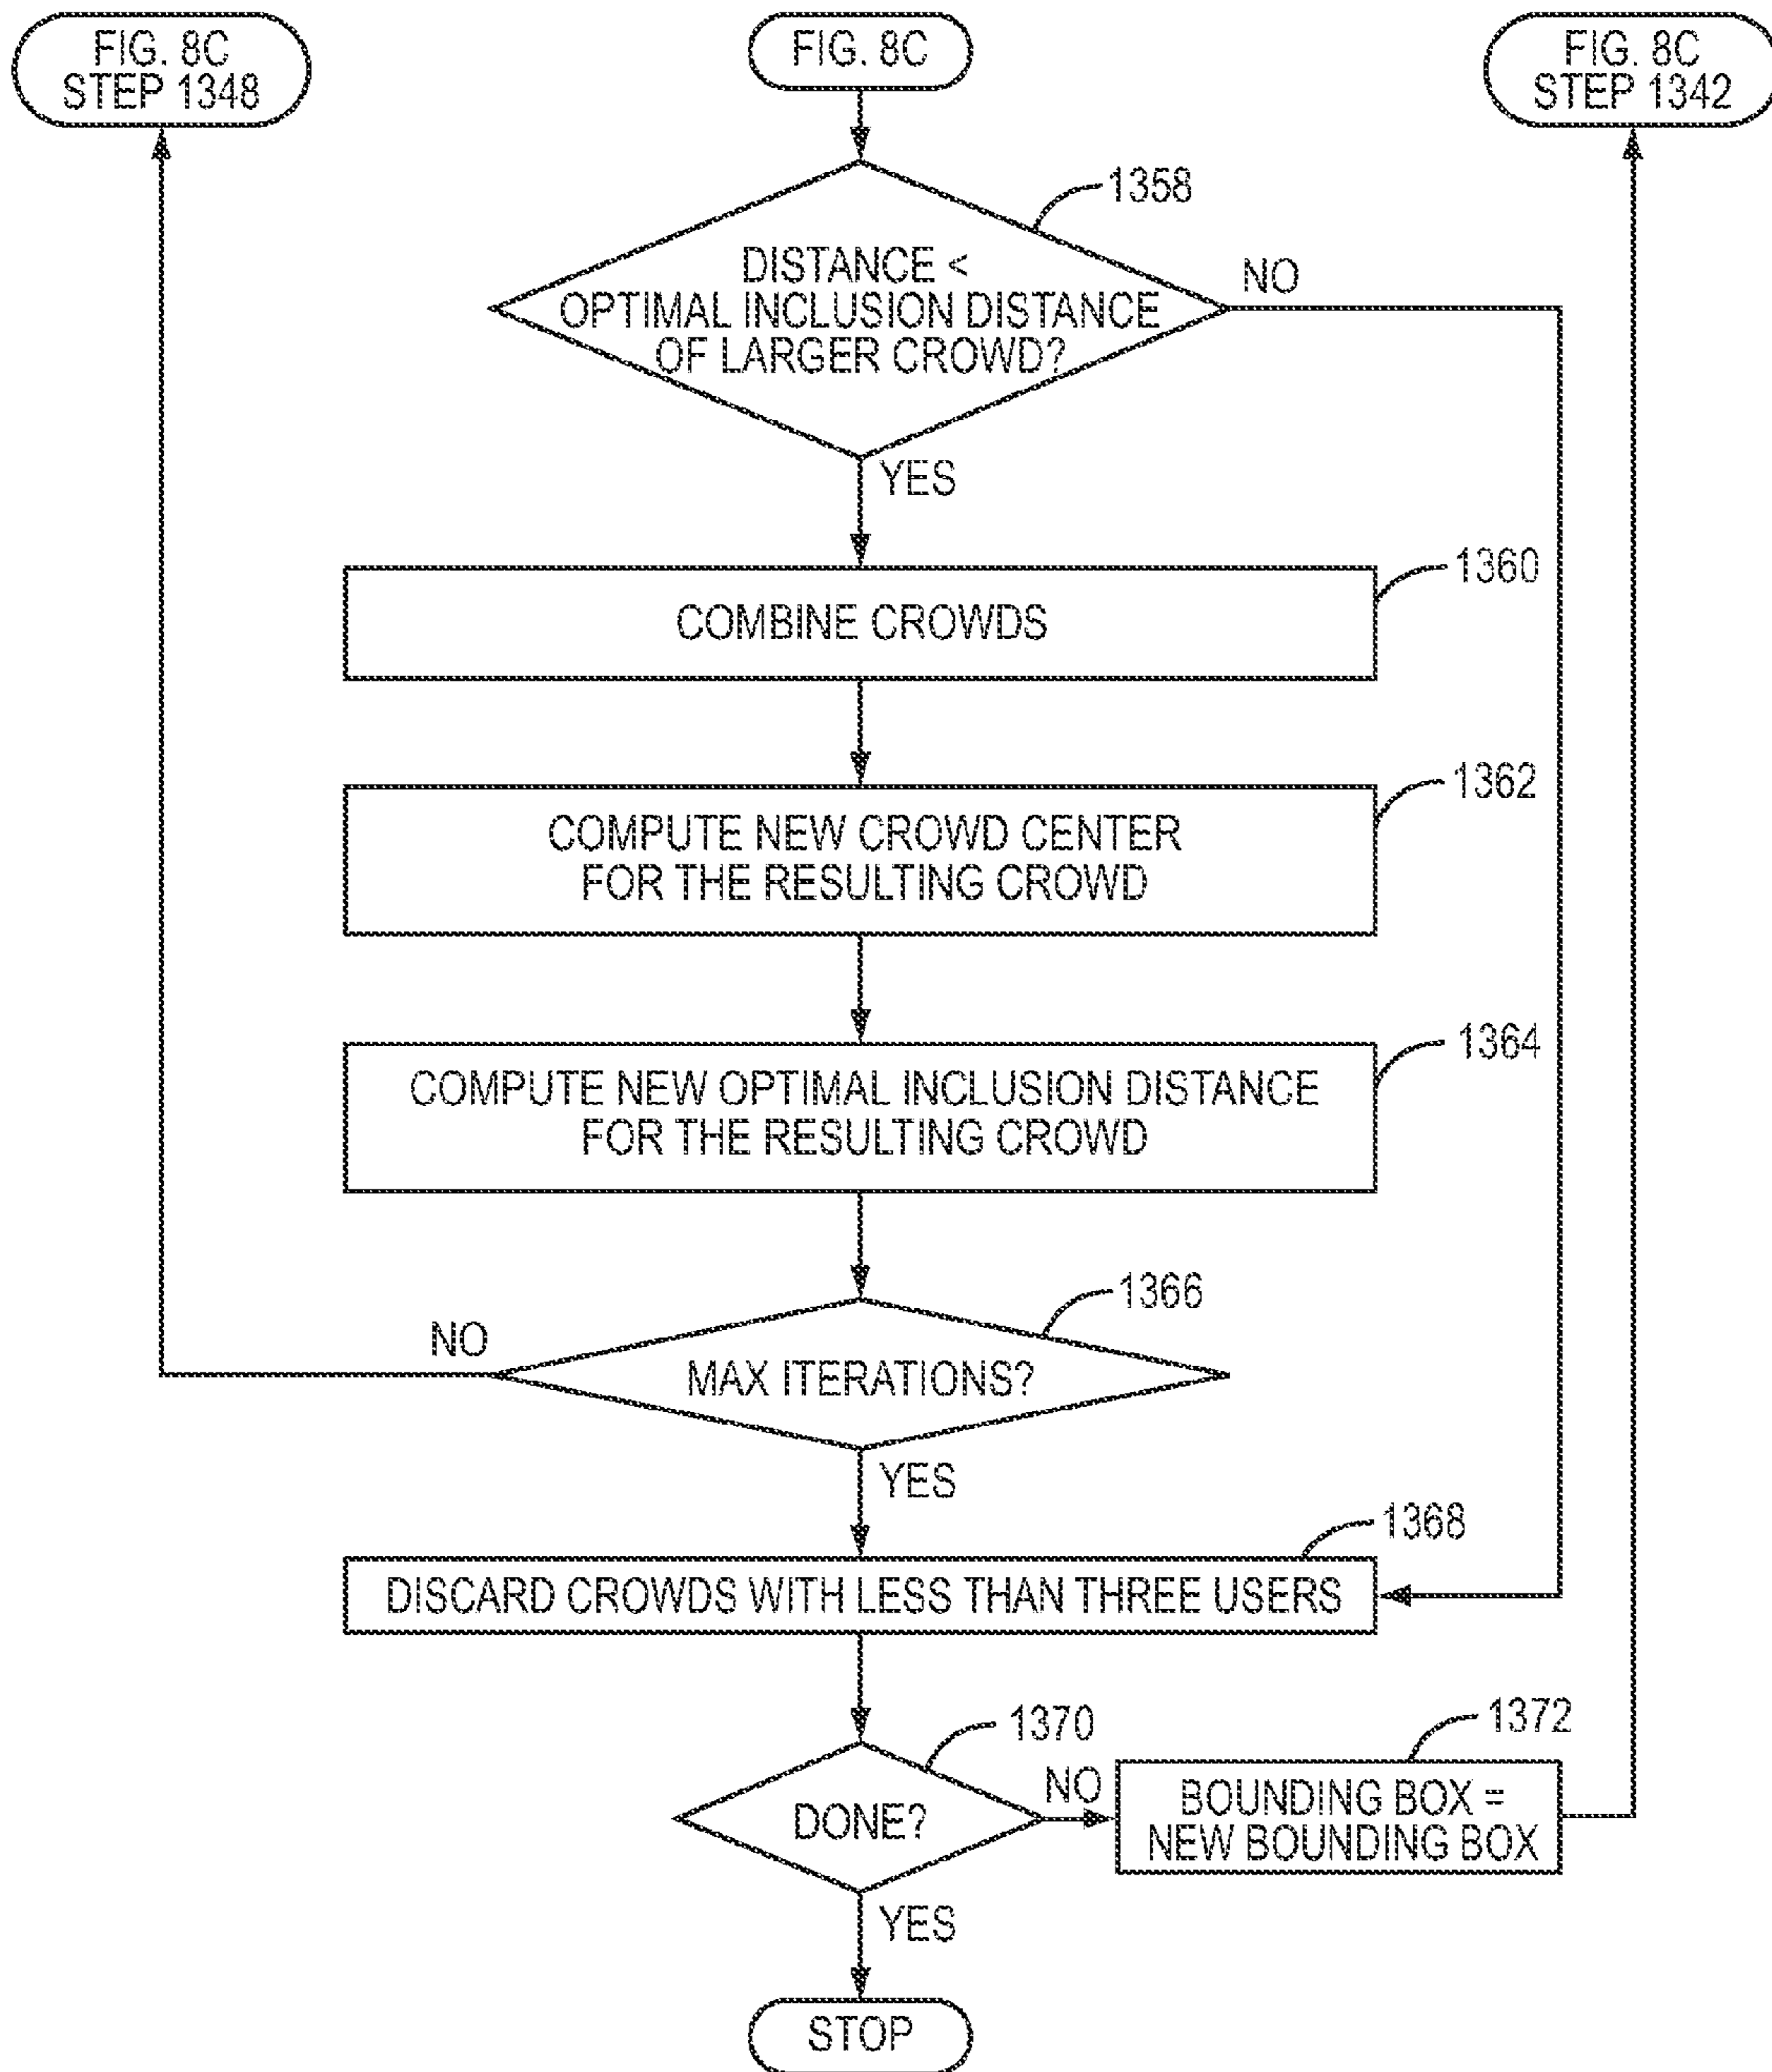 FIG. 8C
STEP 1348
FIG. 8C
FIG. 8C
STEP 1342
1358
DISTANCE <
OPTIMAL INCLUSION DISTANCE
OF LARGER CROWD?
NO
YES
1360
COMBINE CROWDS
1362
COMPUTE NEW CROWD CENTER
FOR THE RESULTING CROWD
1364
COMPUTE NEW OPTIMAL INCLUSION DISTANCE
FOR THE RESULTING CROWD
1366
NO
MAX ITERATIONS?
YES
1368
DISCARD CROWDS WITH LESS THAN THREE USERS
1370
1372
DONE?
NO
BOUNDING BOX =
NEW BOUNDING BOX
YES
STOP